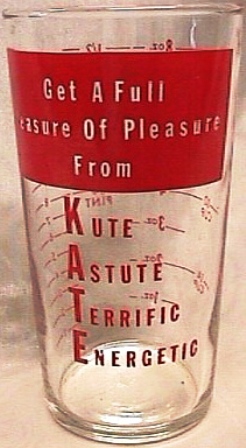 Get A Full
easure Of Pleasure
From
KUTE
ASTUTE
TERRIFIC
ENERGETIC